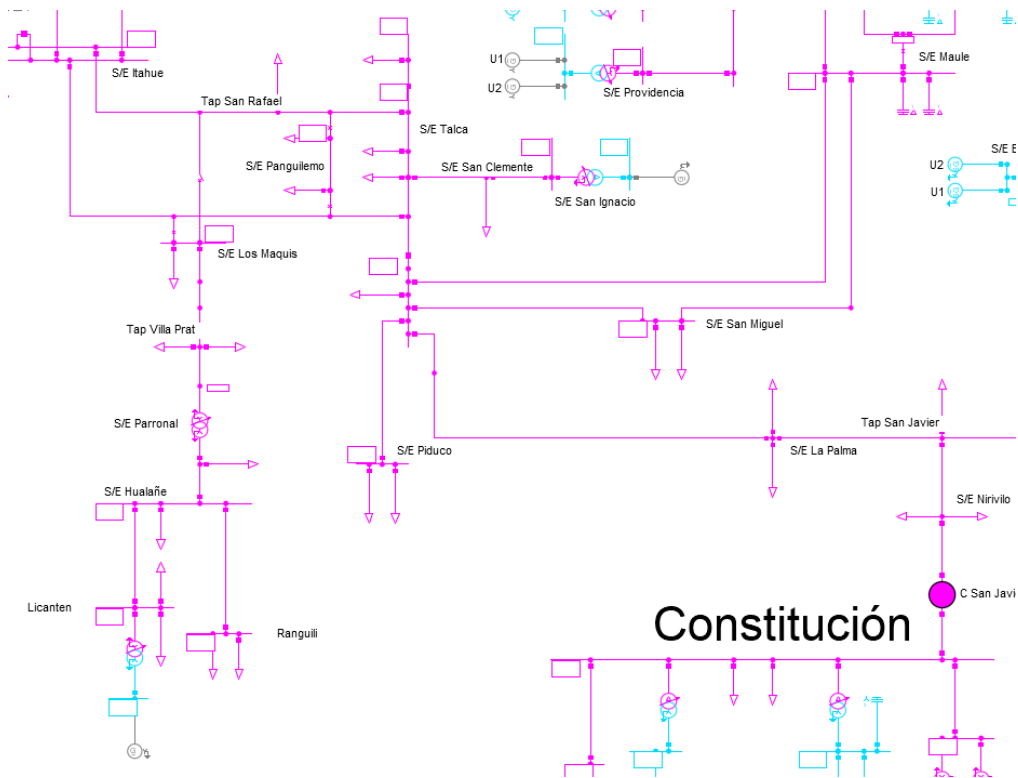 S/E Itahue
U1
U2
S/E Providencia
S/E Maule
Tap San Rafael
S/E Talca
S/E Panguilemo
S/E San Clemente
S/E San Ignacio
S/E E
U2
U1
S/E Los Maquis
Tap Villa Prat
S/E San Miguel
S/E Parronal
Tap San Javier
S/E Piduco
S/E La Palma
S/E Hualañe
S/E Nirivilo
Licanten
C San Javie
Constitución
Ranguili